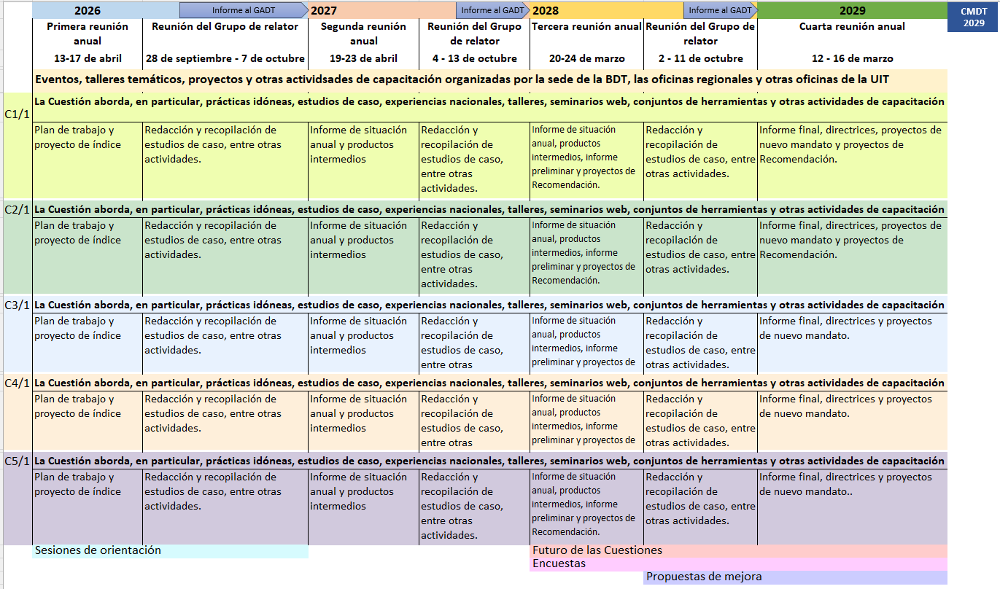 2026 Informe al GADT 2027 Informe al GADT 2028 Informe al GADT 2029 CMDT
2029
Primera reunión
anual
13-17 de abril
Reunión del Grupo de relator
28 de septiembre - 7 de octubre
Segunda reunión
anual
19-23 de abril
Reunión del Grupo
de relator
4 - 13 de octubre
Tercera reunión anual
20-24 de marzo
Reunión del Grupo de
relator
2 - 11 de octubre
Cuarta reunión anual
12 - 16 de marzo
Eventos, talleres temáticos, proyectos y otras actividsades de capacitación organizadas por la sede de la BDT, las oficinas regionales y otras oficinas de la UIT
C1/1
La Cuestión aborda, en particular, prácticas idóneas, estudios de caso, experiencias nacionales, talleres, seminarios web, conjuntos de herramientas y otras actividades de capacitación
Plan de trabajo y
proyecto de índice
Redacción y recopilación de
estudios de caso, entre otras
actividades.
Informe de situación
anual y productos
intermedios
Redacción y
recopilación de
estudios de caso,
entre otras
actividades.
Informe de situación
anual, productos
intermedios, informe
preliminar y proyectos de
Recomendación.
Redacción y
recopilación de
estudios de caso, entre
otras actividades.
Informe final, directrices, proyectos de
nuevo mandato y proyectos de
Recomendación.
C2/1
La Cuestión aborda, en particular, prácticas idóneas, estudios de caso, experiencias nacionales, talleres, seminarios web, conjuntos de herramientas y otras actividades de capacitación
Plan de trabajo y
proyecto de índice
Redacción y recopilación de
estudios de caso, entre otras
actividades.
Informe de situación
anual y productos
intermedios
Redacción y
recopilación de
estudios de caso,
entre otras
actividades.
Informe de situación
anual, productos
intermedios, informe
preliminar y proyectos de
Recomendación.
Redacción y
recopilación de
estudios de caso, entre
otras actividades.
Informe final, directrices, proyectos de
nuevo mandato y proyectos de
Recomendación.
C3/1
La Cuestión aborda, en particular, prácticas idóneas, estudios de caso, experiencias nacionales, talleres, seminarios web, conjuntos de herramientas y otras actividades de capacitación
Plan de trabajo y
proyecto de índice
Redacción y recopilación de
estudios de caso, entre otras
actividades.
Informe de situación
anual y productos
intermedios
Redacción y
recopilación de
estudios de caso,
entre otras
Informe de situación
anual, productos
intermedios, informe
preliminar y proyectos de
Redacción y
recopilación de
estudios de caso, entre
otras actividades.
Informe final, directrices y proyectos
de nuevo mandato.
C4/1
La Cuestión aborda, en particular, prácticas idóneas, estudios de caso, experiencias nacionales, talleres, seminarios web, conjuntos de herramientas y otras actividades de capacitación
Plan de trabajo y
proyecto de índice
Redacción y recopilación de
estudios de caso, entre otras
actividades.
Informe de situación
anual y productos
intermedios
Redacción y
recopilación de
estudios de caso,
entre otras
Informe de situación
anual, productos
intermedios, informe
preliminar y proyectos de
Redacción y
recopilación de
estudios de caso, entre
otras actividades.
Informe final, directrices y proyectos
de nuevo mandato.
C5/1
La Cuestión aborda, en particular, prácticas idóneas, estudios de caso, experiencias nacionales, talleres, seminarios web, conjuntos de herramientas y otras actividades de capacitación
Plan de trabajo y
proyecto de índice
Redacción y recopilación de
estudios de caso, entre otras
actividades.
Informe de situación
anual y productos
intermedios
Redacción y
recopilación de
estudios de caso,
entre otras
actividades.
Informe de situación
anual, productos
intermedios, informe
preliminar y proyectos de
Recomendación.
Redacción y
recopilación de
estudios de caso, entre
otras actividades.
Informe final, directrices y proyectos
de nuevo mandato..
Sesiones de orientación
Futuro de las Cuestiones
Encuestas
Propuestas de mejora